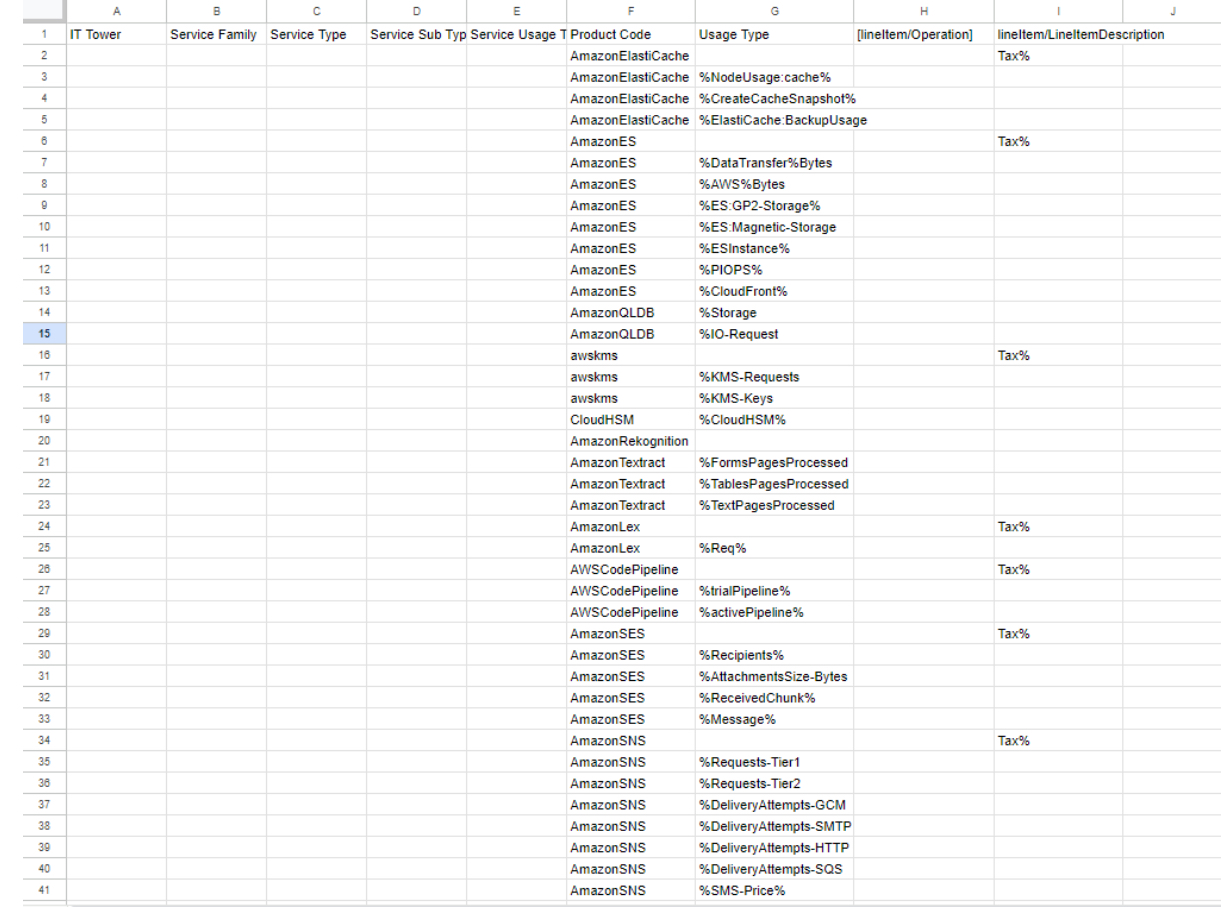 A B C D E F G H I J
1 IT Tower Service Family Service Type Service Sub Typ Service Usage T Product Code Usage Type [lineItem/Operation] lineItem/LineItemDescription
2 AmazonElastiCache Tax%
3 AmazonElastiCache %NodeUsage:cache%
4 AmazonElastiCache %CreateCacheSnapshot%
5 AmazonElastiCache %ElastiCache:BackupUsage
6 AmazonES Tax%
7 AmazonES %DataTransfer%Bytes
8 AmazonES %AWS%Bytes
9 AmazonES %ES:GP2-Storage%
10 AmazonES %ES:Magnetic-Storage
11 AmazonES %ESInstance%
12 AmazonES %PIOPS%
13 AmazonES %CloudFront%
14 AmazonQLDB %Storage
15 AmazonQLDB %IO-Request
16 awskms Tax%
17 awskms %KMS-Requests
18 awskms %KMS-Keys
19 CloudHSM %CloudHSM%
20 AmazonRekognition
21 AmazonTextract %FormsPagesProcessed
22 AmazonTextract %TablesPagesProcessed
23 AmazonTextract %TextPagesProcessed
24 AmazonLex Tax%
25 AmazonLex %Req%
26 AWSCodePipeline Tax%
27 AWSCodePipeline %trialPipeline%
28 AWSCodePipeline %activePipeline%
29 AmazonSES Tax%
30 AmazonSES %Recipients%
31 AmazonSES %AttachmentsSize-Bytes
32 AmazonSES %ReceivedChunk%
33 AmazonSES %Message%
34 AmazonSNS Tax%
35 AmazonSNS %Requests-Tier1
36 AmazonSNS %Requests-Tier2
37 AmazonSNS %DeliveryAttempts-GCM
38 AmazonSNS %DeliveryAttempts-SMTP
39 AmazonSNS %DeliveryAttempts-HTTP
40 AmazonSNS %DeliveryAttempts-SQS
41 AmazonSNS %SMS-Price%